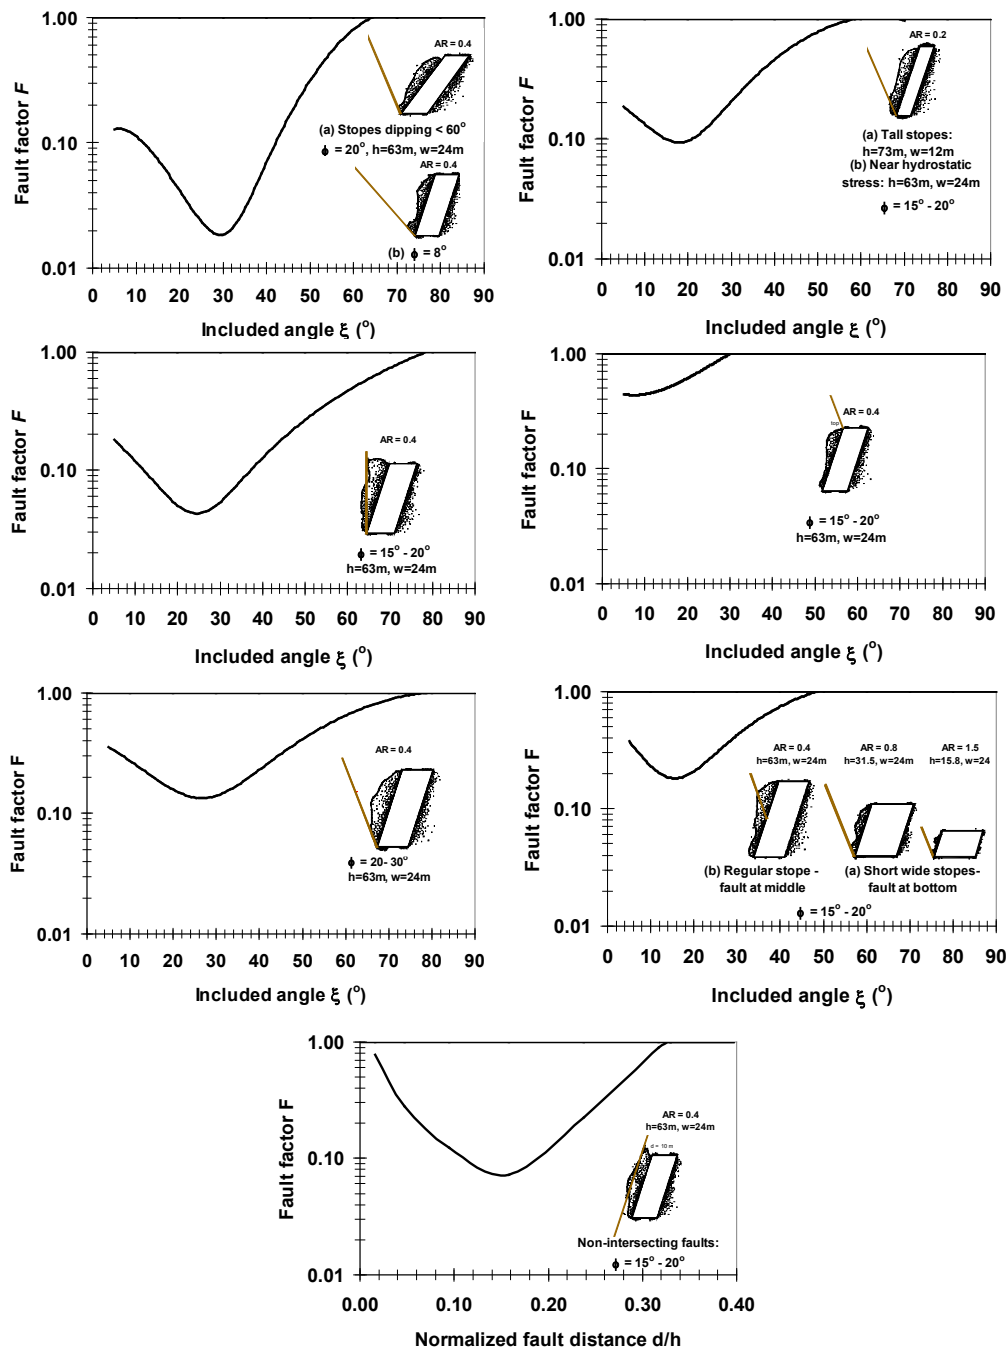 1.00
0.10
0.01
Fault factor F
0 10 20 30 40 50 60 70 80 90
Included angle ξ (°)
AR = 0.4
(a) Stopes dipping < 60°
ϕ = 20°, h=63m, w=24m
AR = 0.4
(b) ϕ = 8°
1.00
0.10
0.01
Fault factor F
0 10 20 30 40 50 60 70 80 90
Included angle ξ (°)
AR = 0.2
(a) Tall stopes:
h=73m, w=12m
(b) Near hydrostatic
stress: h=63m, w=24m
ϕ = 15° - 20°
1.00
0.10
0.01
Fault factor F
0 10 20 30 40 50 60 70 80 90
Included angle ξ (°)
AR = 0.4
ϕ = 15° - 20°
h=63m, w=24m
1.00
0.10
0.01
Fault factor F
0 10 20 30 40 50 60 70 80 90
Included angle ξ (°)
AR = 0.4
top
ϕ = 15° - 20°
h=63m, w=24m
1.00
0.10
0.01
Fault factor F
0 10 20 30 40 50 60 70 80 90
Included angle ξ (°)
AR = 0.4
ϕ = 20- 30°
h=63m, w=24m
1.00
0.10
0.01
Fault factor F
0 10 20 30 40 50 60 70 80 90
Included angle ξ (°)
AR = 0.4
h=63m, w=24m
AR = 0.8
h=31.5, w=24m
AR = 1.5
h=15.8, w=24
(b) Regular stope -
fault at middle
(a) Short wide stopes-
fault at bottom
ϕ = 15° - 20°
1.00
0.10
0.01
Fault factor F
0.00 0.10 0.20 0.30 0.40
Normalized fault distance d/h
AR = 0.4
h=63m, w=24m
d = 10 m
Non-intersecting faults:
ϕ = 15° - 20°